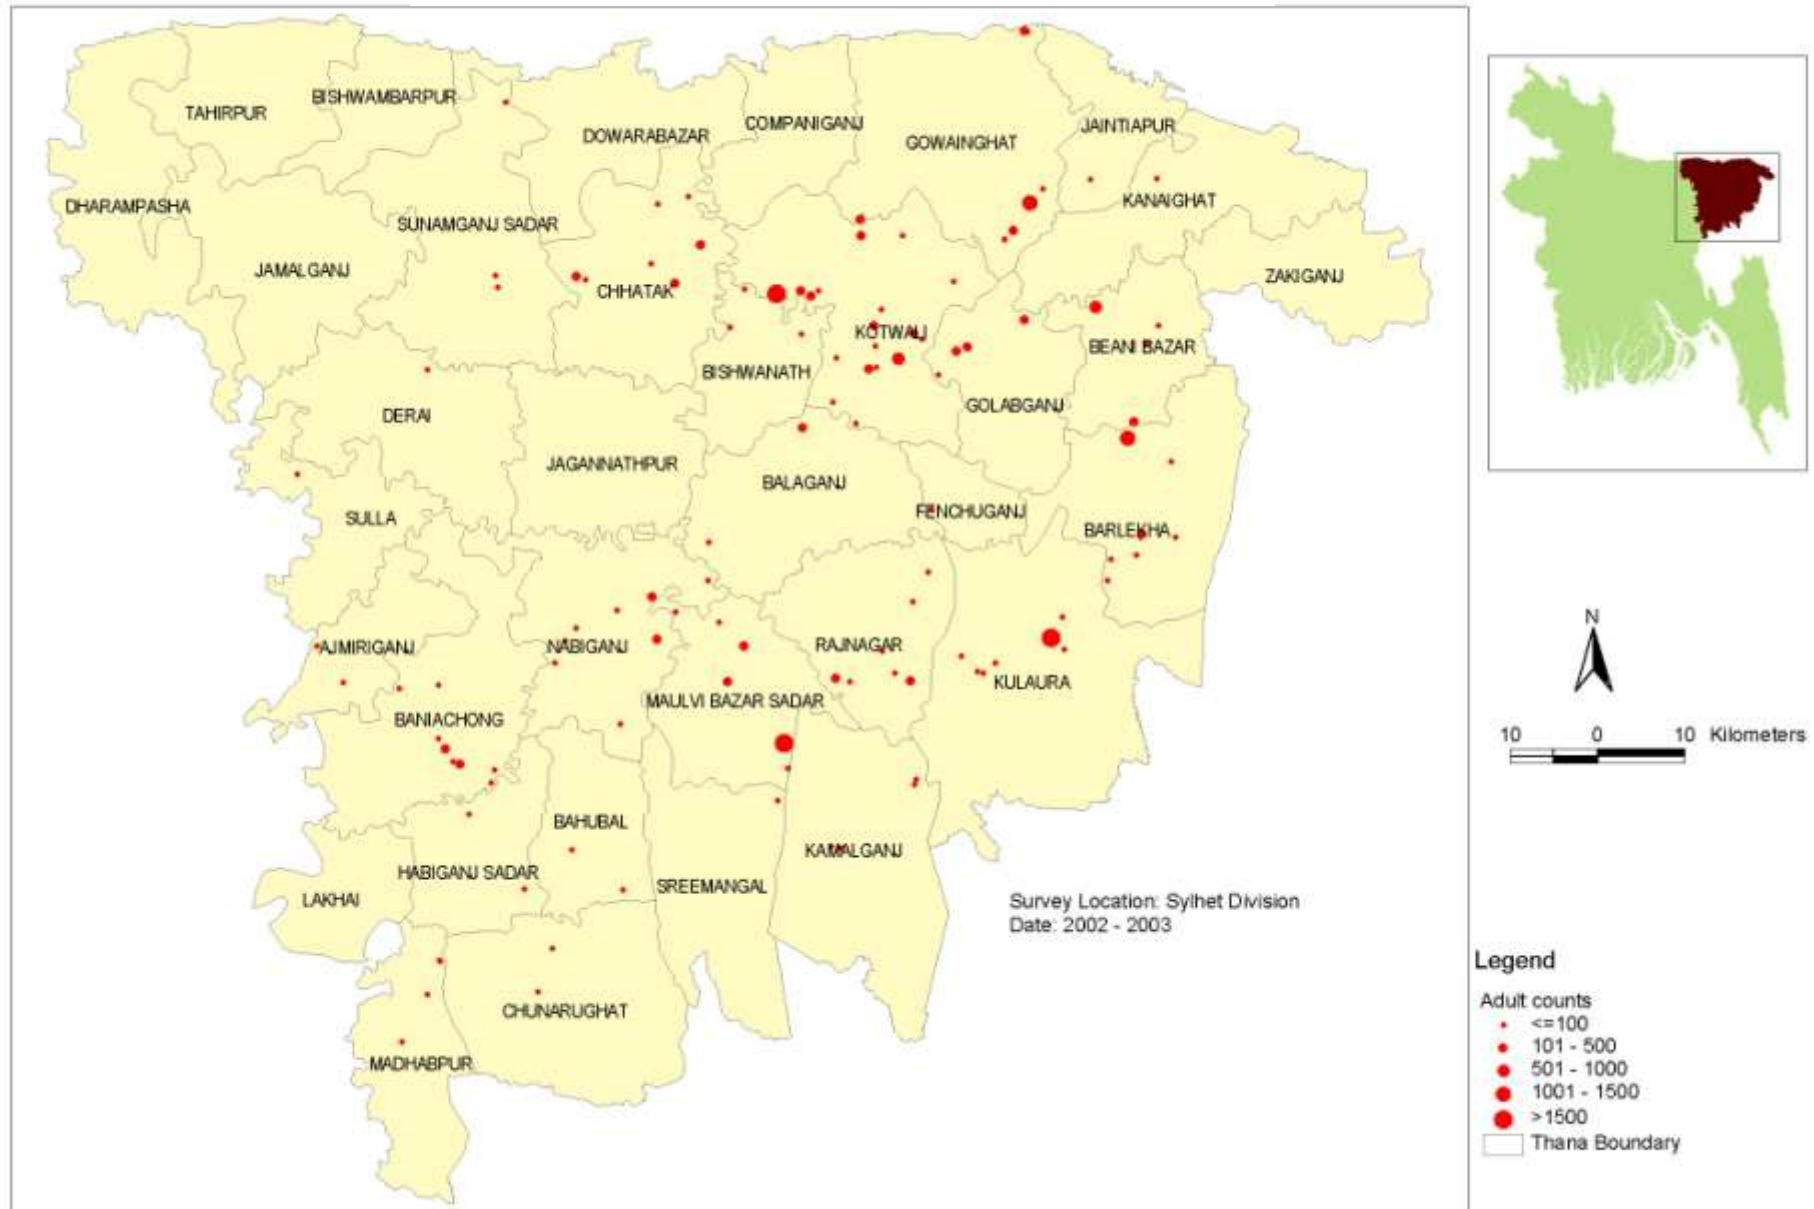 BISHWAMBARPUR
TAHIRPUR
DOWARABAZAR
COMPANIGANJ
GOWAINGHAT
JAINTIAPUR
KANAIGHAT
DHARAMPASHA
SUNAMGANJ SADAR
JAMALGANJ
CHHATAK
ZAKIGANJ
KOTWALI
BEANI BAZAR
BISHWANATH
GOLABGANJ
DERAI
JAGANNATHPUR
BALAGANJ
FENCHUGANJ
SULLA
BARLEKHA
AJMIRIGANJ
NABIGANJ
RAJNAGAR
KULAURA
MAULVI BAZAR SADAR
BANIACHONG
BAHUBAL
KAMALGANJ
HABIGANJ SADAR
SREEMANGAL
LAKHAI
CHUNARUGHAT
MADHABPUR
Survey Location: Sylhet Division
Date: 2002 - 2003
N
10 0 10 Kilometers
Legend
Adult counts
<=100
101 - 500
501 - 1000
1001 - 1500
>1500
Thana Boundary